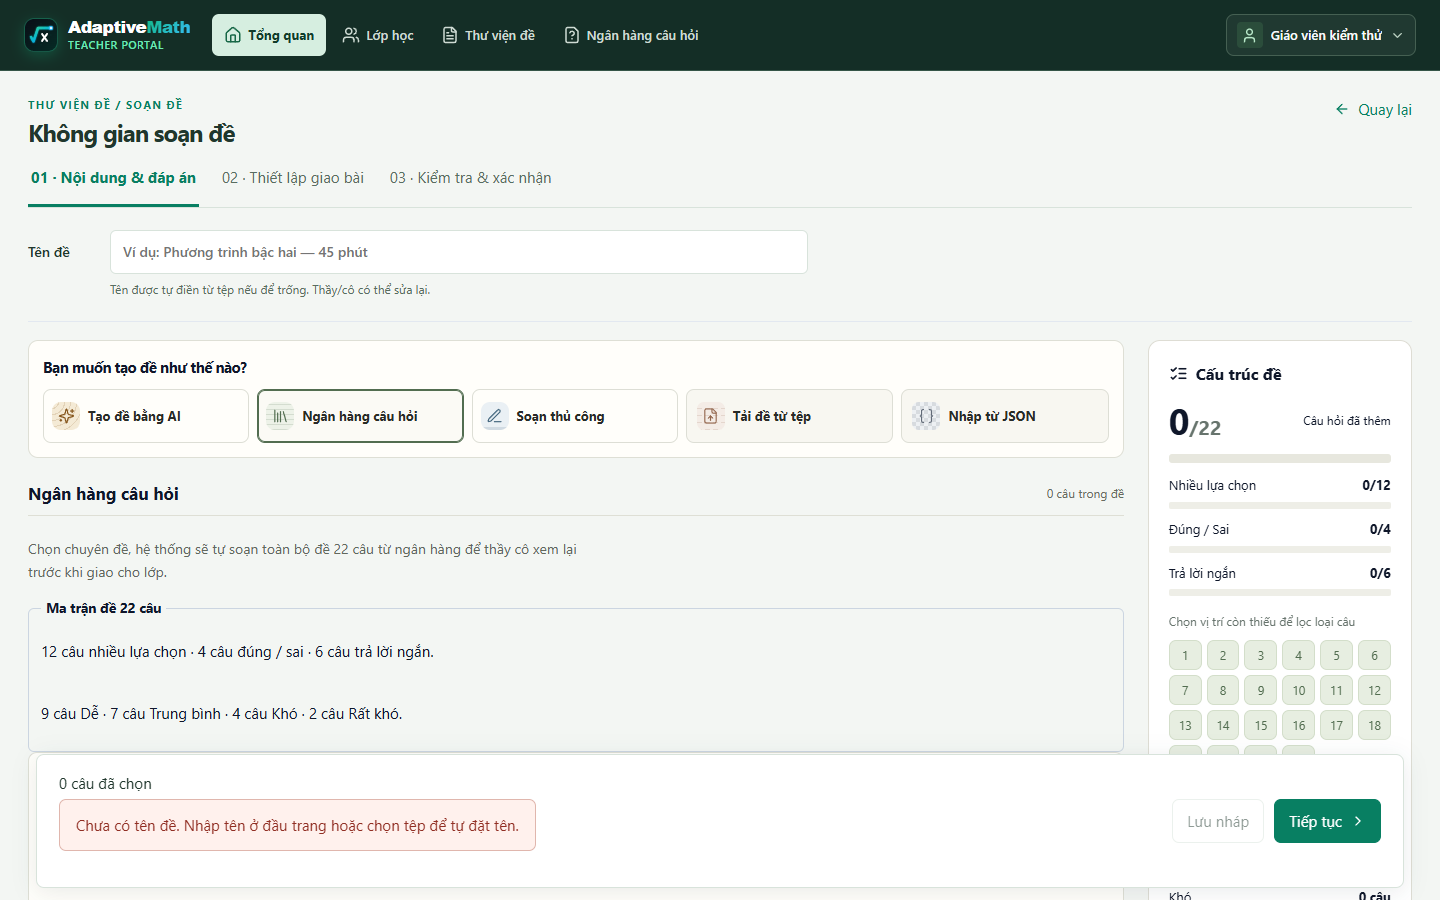 AdaptiveMath
TEACHER PORTAL
Tổng quan
Lớp học
Thư viện đề
Ngân hàng câu hỏi
Giáo viên kiểm thử
THƯ VIỆN ĐỀ / SOẠN ĐỀ
Quay lại
Không gian soạn đề
01 · Nội dung & đáp án
02 · Thiết lập giao bài
03 · Kiểm tra & xác nhận
Tên đề
Ví dụ: Phương trình bậc hai — 45 phút
Tên được tự điền từ tệp nếu để trống. Thầy/cô có thể sửa lại.
Bạn muốn tạo đề như thế nào?
Tạo đề bằng AI
Ngân hàng câu hỏi
Soạn thủ công
Tải đề từ tệp
Nhập từ JSON
Ngân hàng câu hỏi
0 câu trong đề
Chọn chuyên đề, hệ thống sẽ tự soạn toàn bộ đề 22 câu từ ngân hàng để thầy cô xem lại
trước khi giao cho lớp.
Ma trận đề 22 câu
12 câu nhiều lựa chọn · 4 câu đúng / sai · 6 câu trả lời ngắn.
9 câu Dễ · 7 câu Trung bình · 4 câu Khó · 2 câu Rất khó.
Cấu trúc đề
0/22
Câu hỏi đã thêm
Nhiều lựa chọn 0/12
Đúng / Sai 0/4
Trả lời ngắn 0/6
Chọn vị trí còn thiếu để lọc loại câu
1 2 3 4 5 6
7 8 9 10 11 12
13 14 15 16 17 18
0 câu đã chọn
Chưa có tên đề. Nhập tên ở đầu trang hoặc chọn tệp để tự đặt tên.
Lưu nháp
Tiếp tục
Khó 0 câu